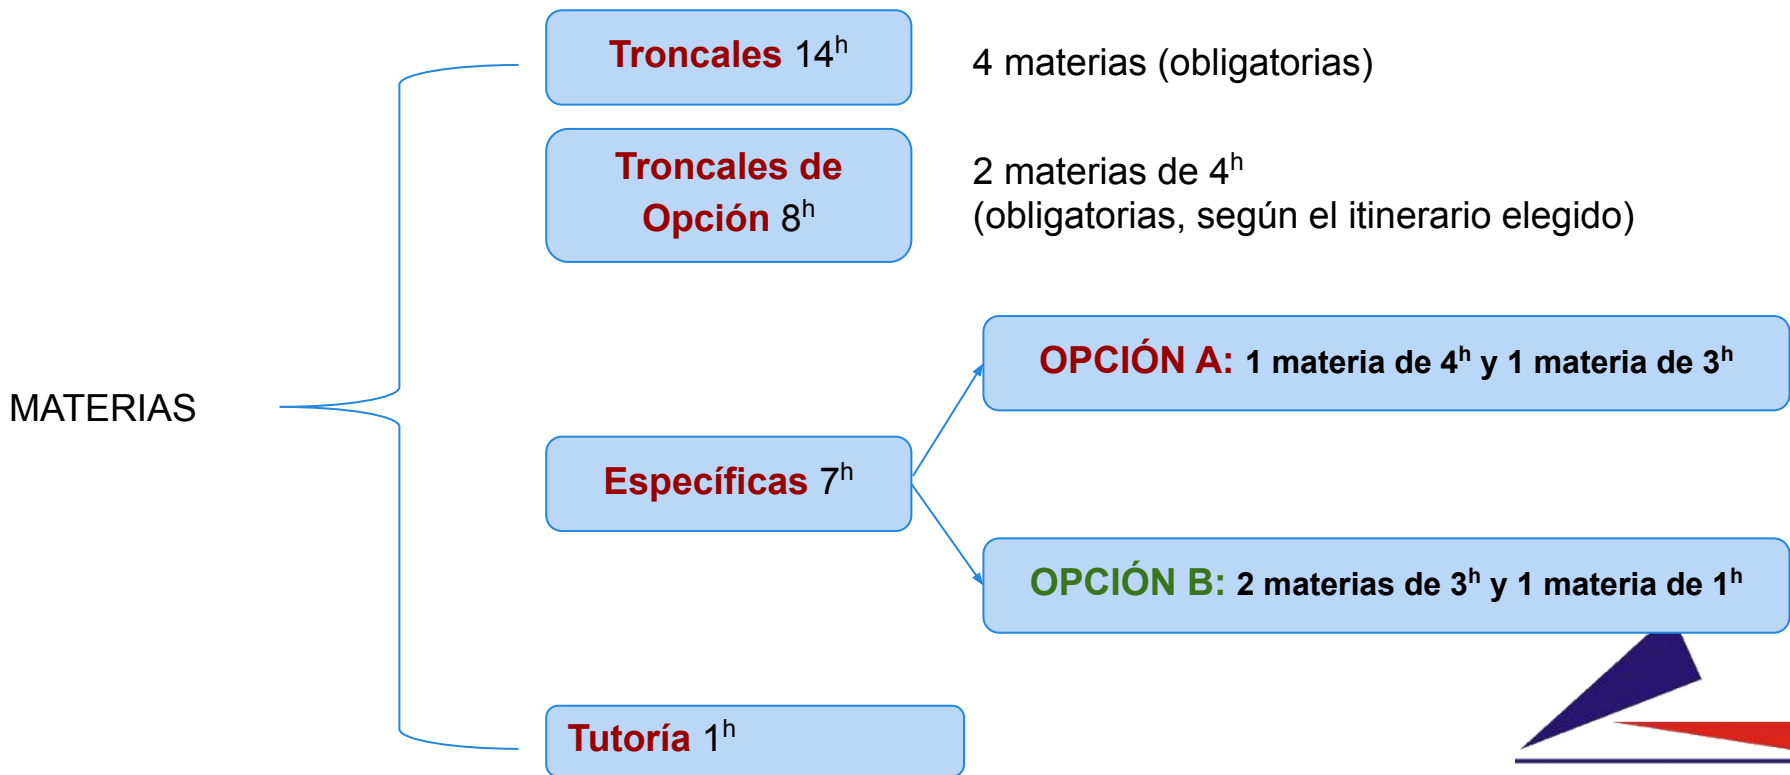 Troncales 14h
4 materias (obligatorias)
Troncales de
Opción 8h
2 materias de 4h
(obligatorias, según el itinerario elegido)
OPCIÓN A: 1 materia de 4h y 1 materia de 3h
MATERIAS
Específicas 7h
OPCIÓN B: 2 materias de 3h y 1 materia de 1h
Tutoría 1h